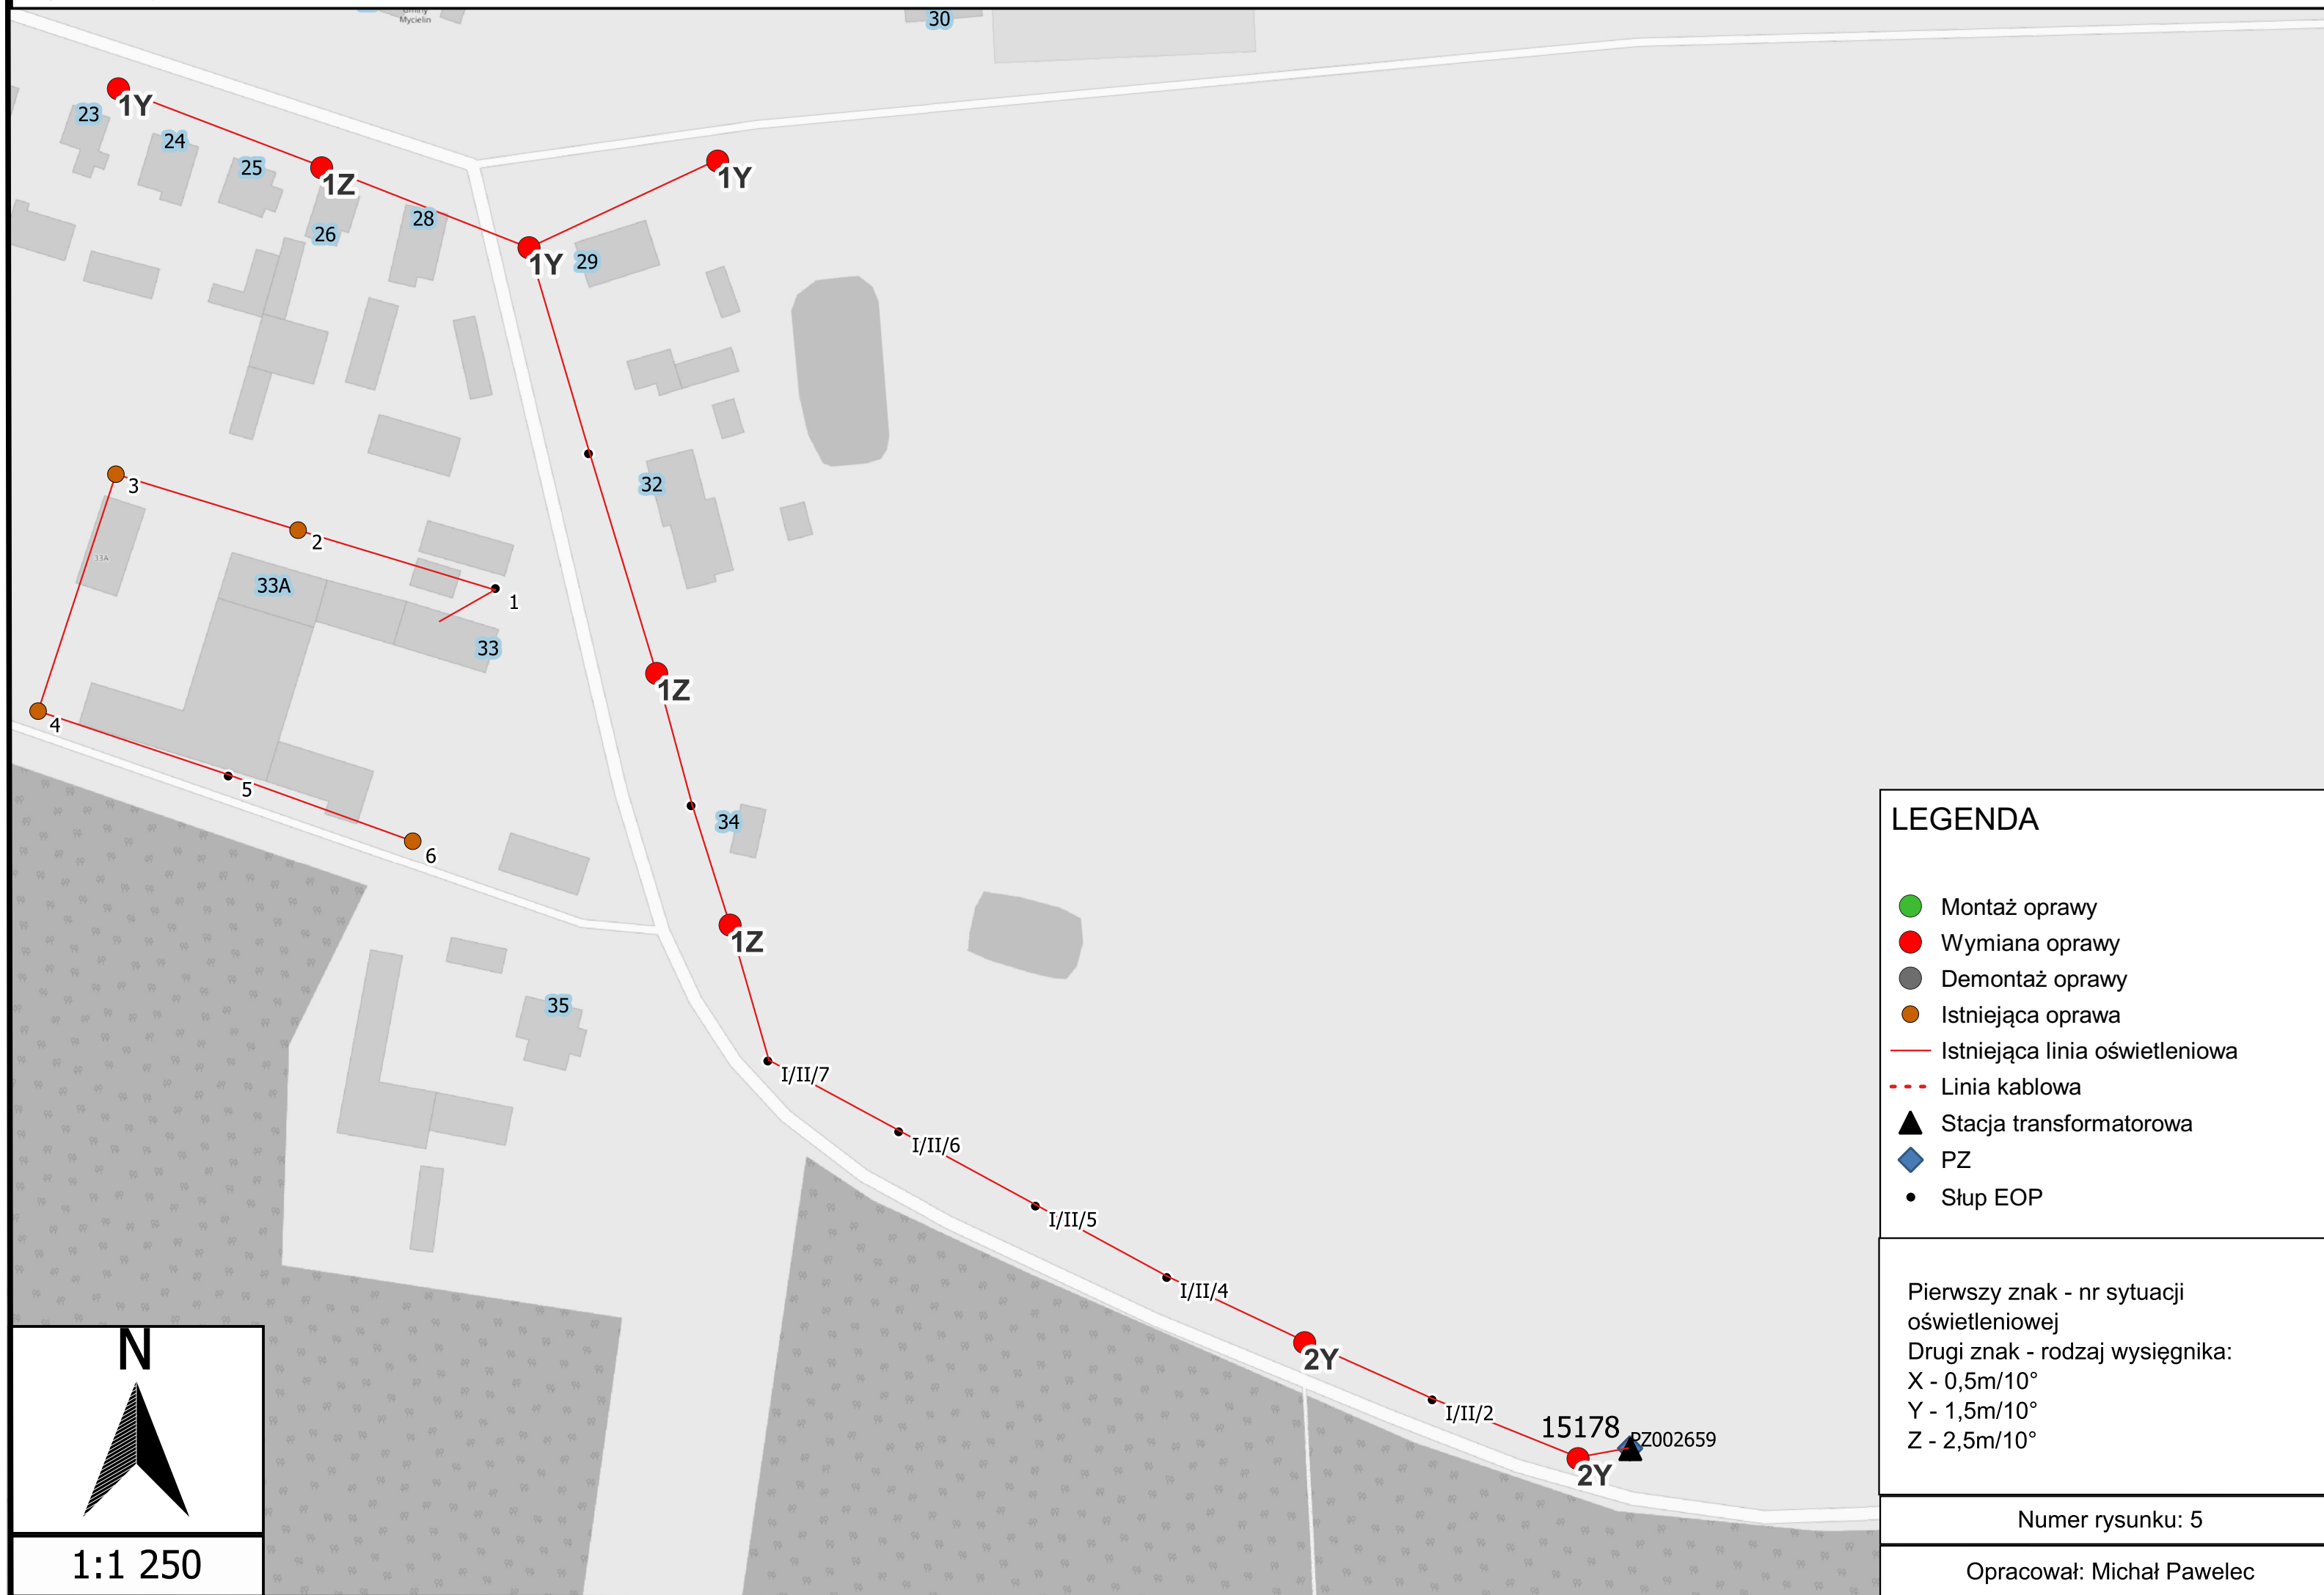 Gminy
Mycielin
30
1Y
23
24
25
1Z
26
28
1Y
1Y
29
32
3
2
33A
33A
1
33
1Z
4
5
6
34
1Z
35
I/II/7
I/II/6
I/II/5
I/II/4
2Y
I/II/2
15178
PZ002659
2Y
LEGENDA
Montaż oprawy
Wymiana oprawy
Demontaż oprawy
Istniejąca oprawa
Istniejąca linia oświetleniowa
Linia kablowa
Stacja transformatorowa
PZ
Słup EOP
Pierwszy znak - nr sytuacji
oświetleniowej
Drugi znak - rodzaj wysięgnika:
X - 0,5m/10°
Y - 1,5m/10°
Z - 2,5m/10°
Numer rysunku: 5
Opracował: Michał Pawelec
N
1:1 250